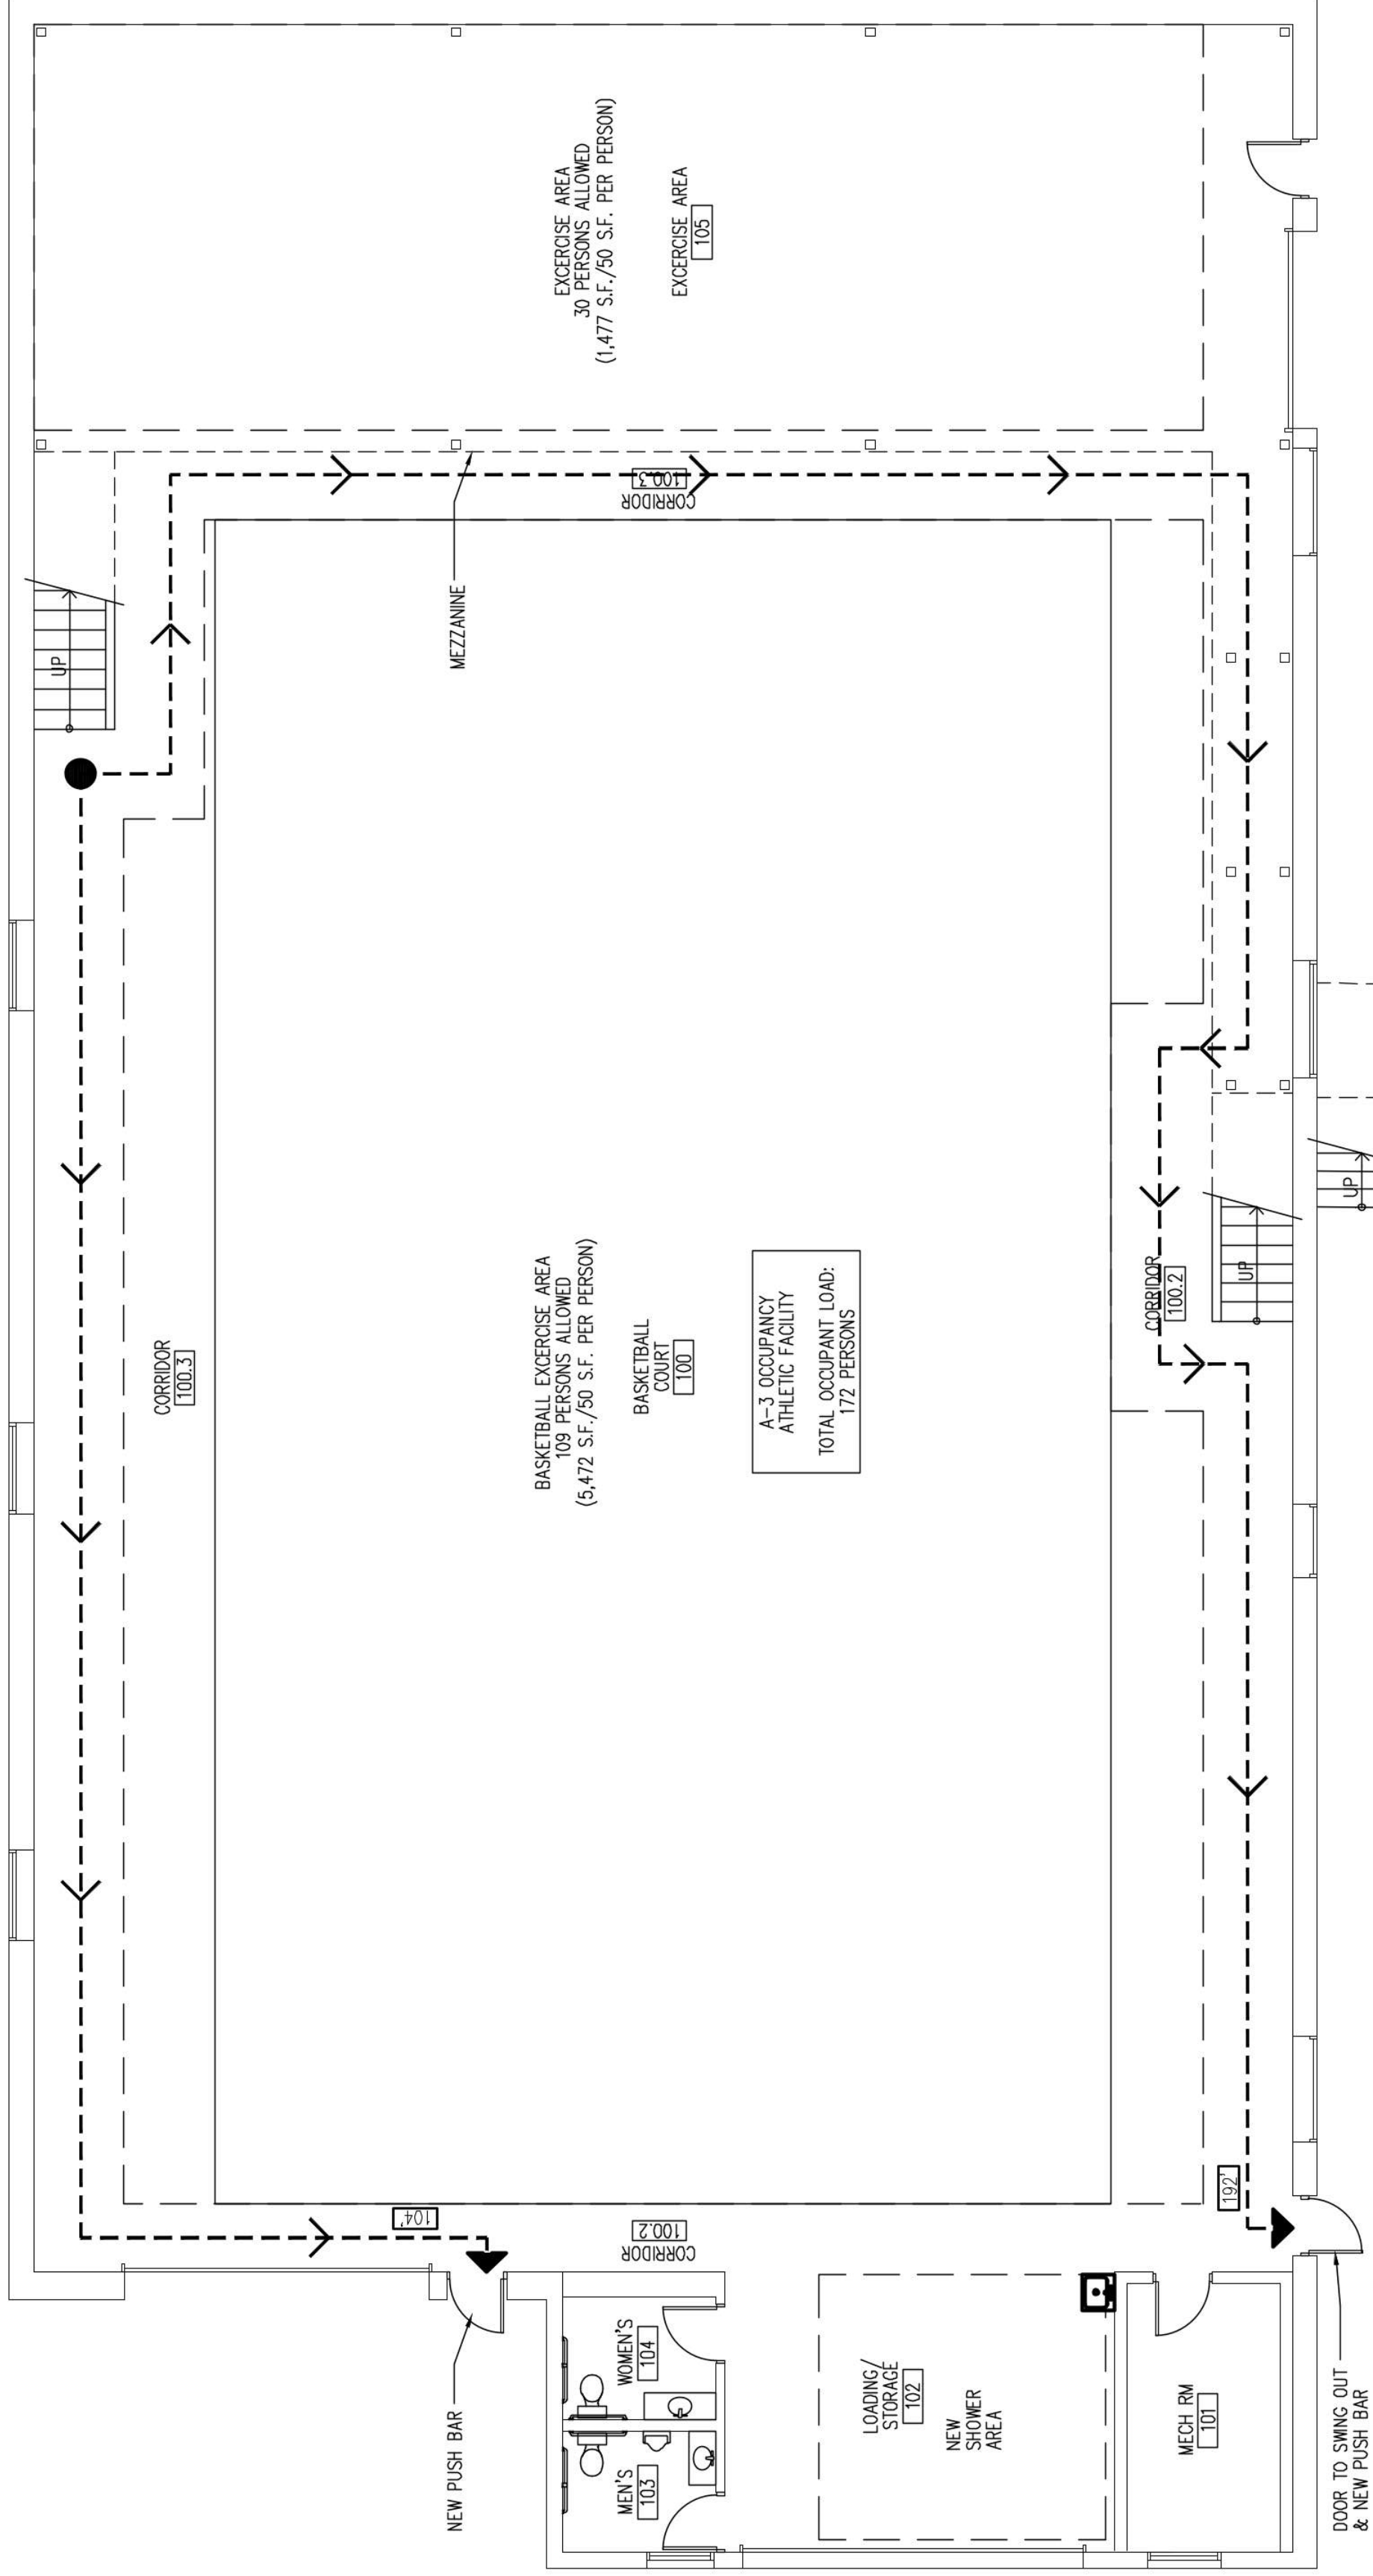 EXCERCISE AREA
30 PERSONS ALLOWED
(1,477 S.F./50 S.F. PER PERSON)
EXCERCISE AREA
105
UP
MEZZANINE
CORRIDOR
100.3
CORRIDOR
100.3
BASKETBALL EXCERCISE AREA
109 PERSONS ALLOWED
(5,472 S.F./50 S.F. PER PERSON)
BASKETBALL
COURT
100
A-3 OCCUPANCY
ATHLETIC FACILITY
TOTAL OCCUPANT LOAD:
172 PERSONS
CORRIDOR
100.2
UP
UP
104'
CORRIDOR
100.2
192'
NEW PUSH BAR
WOMEN'S
104
MEN'S
103
LOADING/
STORAGE
102
NEW
SHOWER
AREA
MECH RM
101
DOOR TO SWING OUT
& NEW PUSH BAR